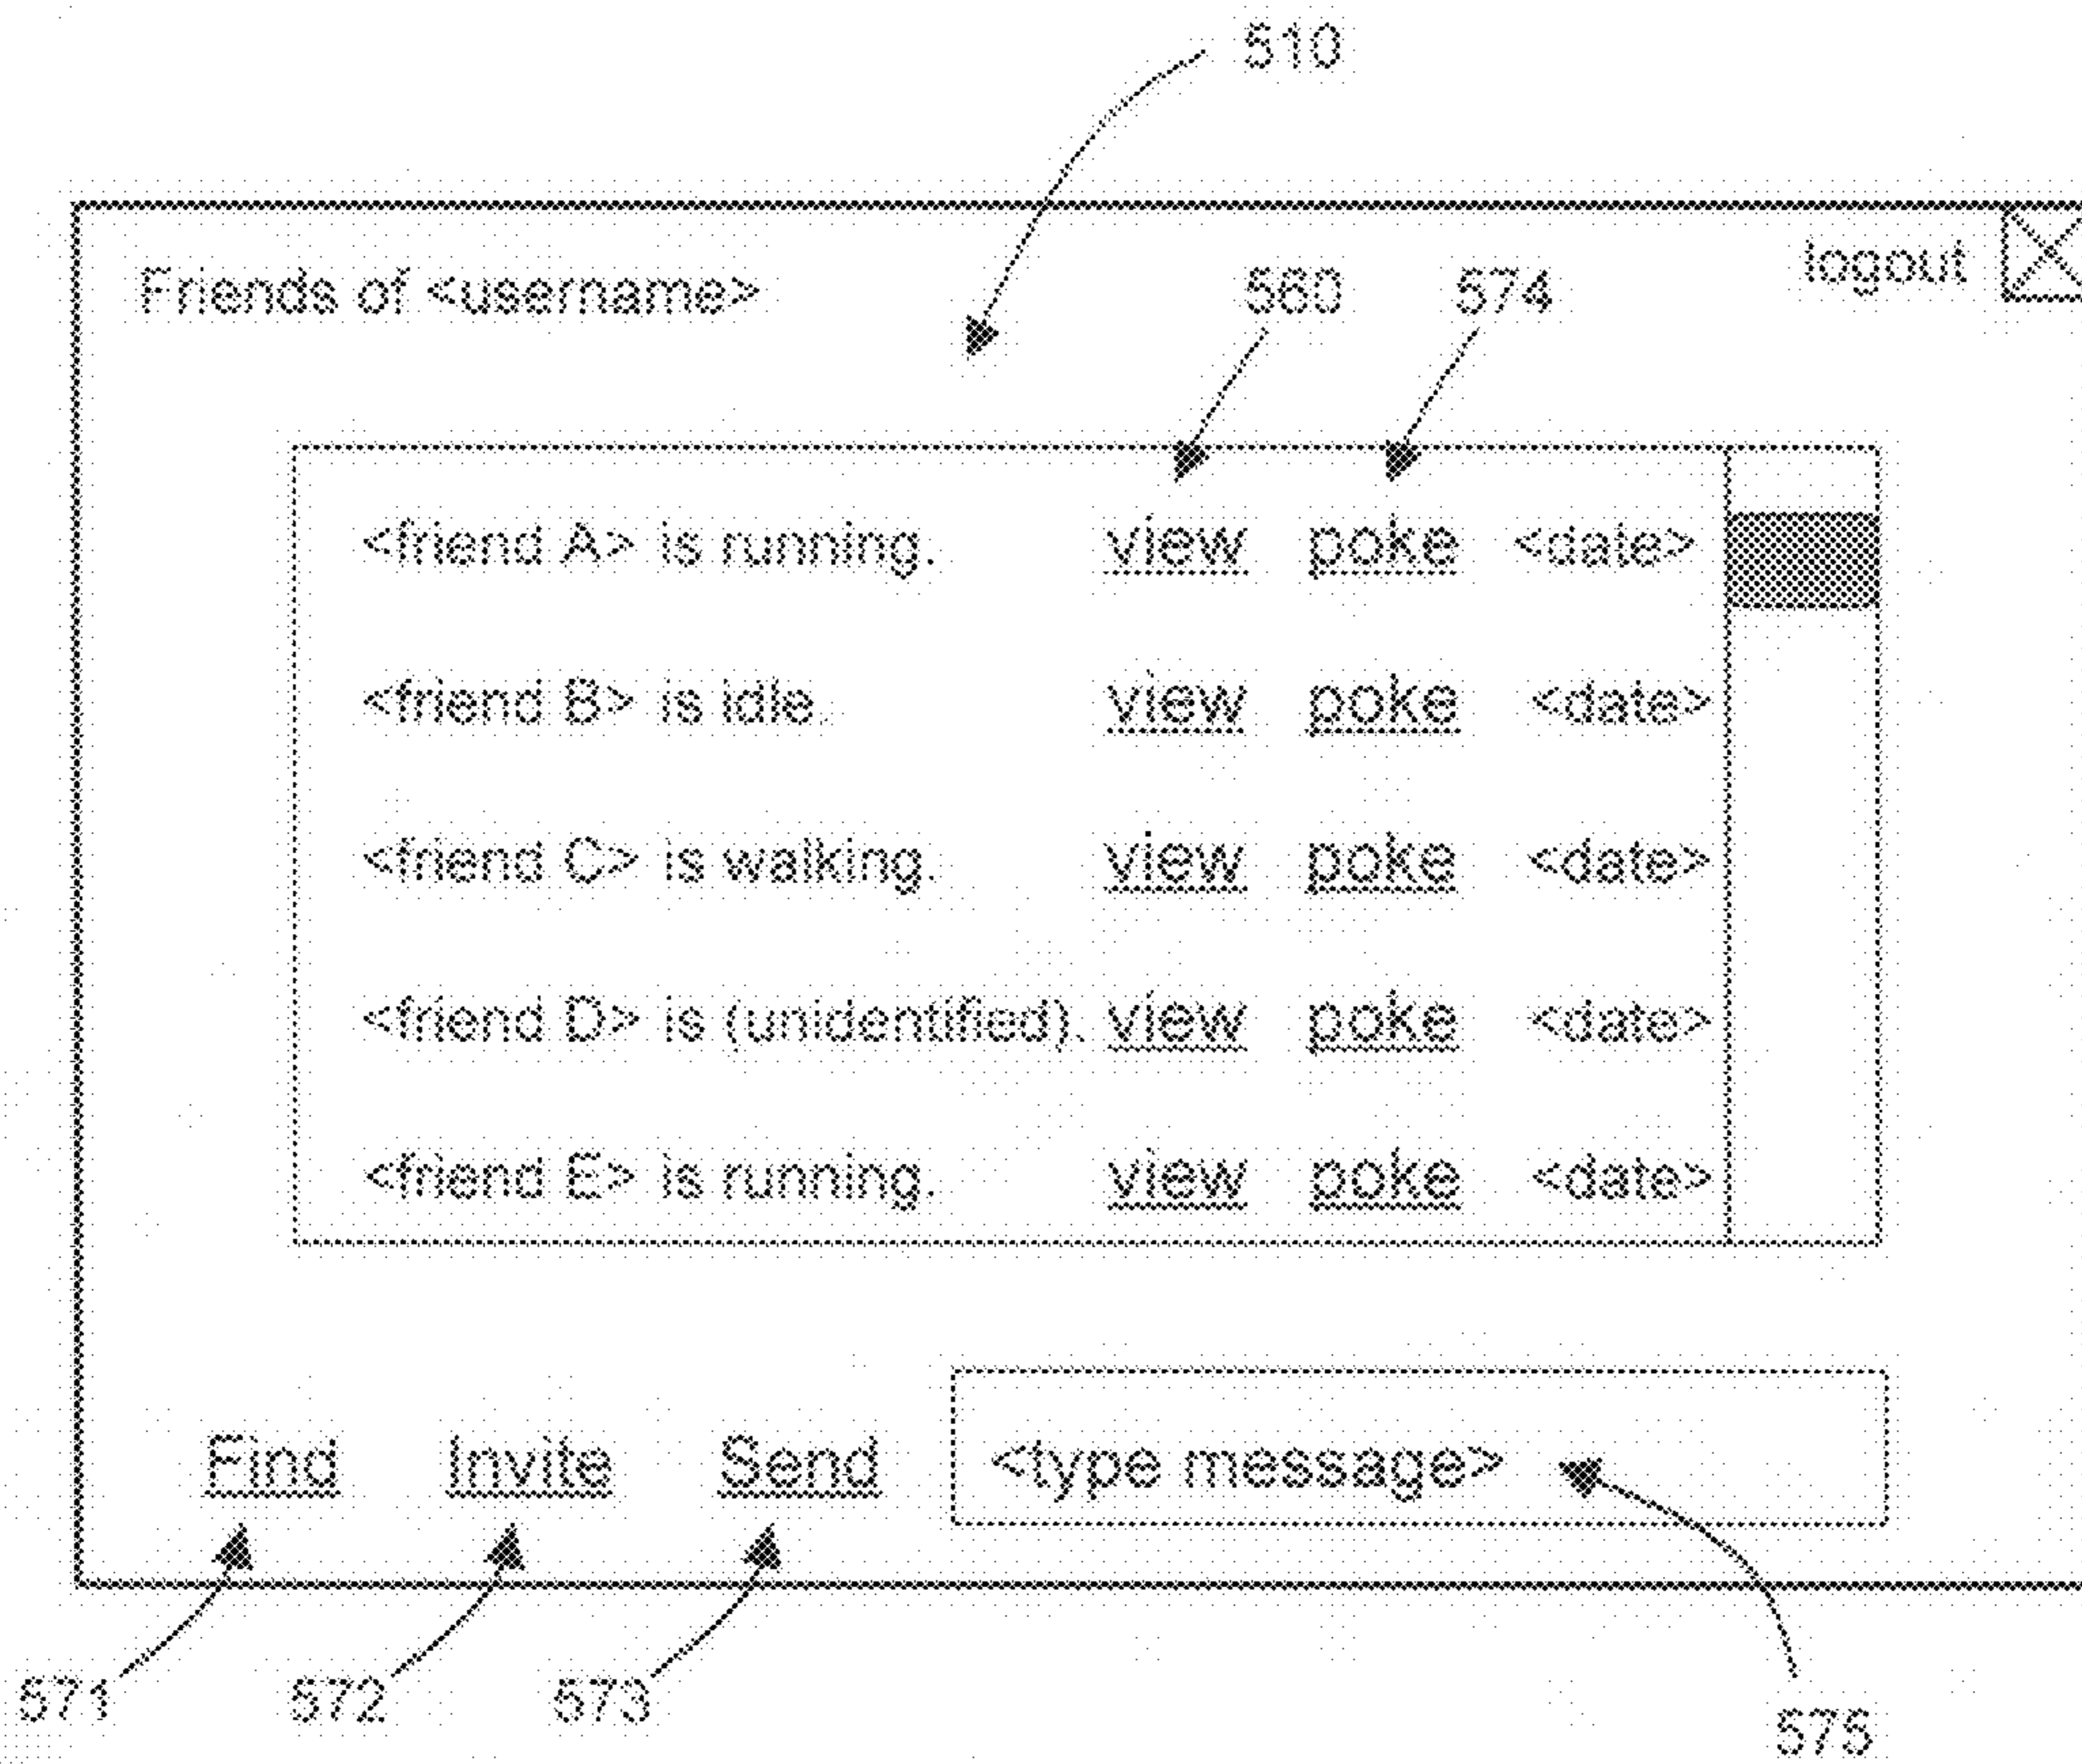 510
logout
Friends of <username>
560 574
<friend A> is running. view poke <date>
<friend B> is idle. view poke <date>
<friend C> is walking. view poke <date>
<friend D> is (unidentified). view poke <date>
<friend E> is running. view poke <date>
Find Invite Send <type message>
571 572 573 575